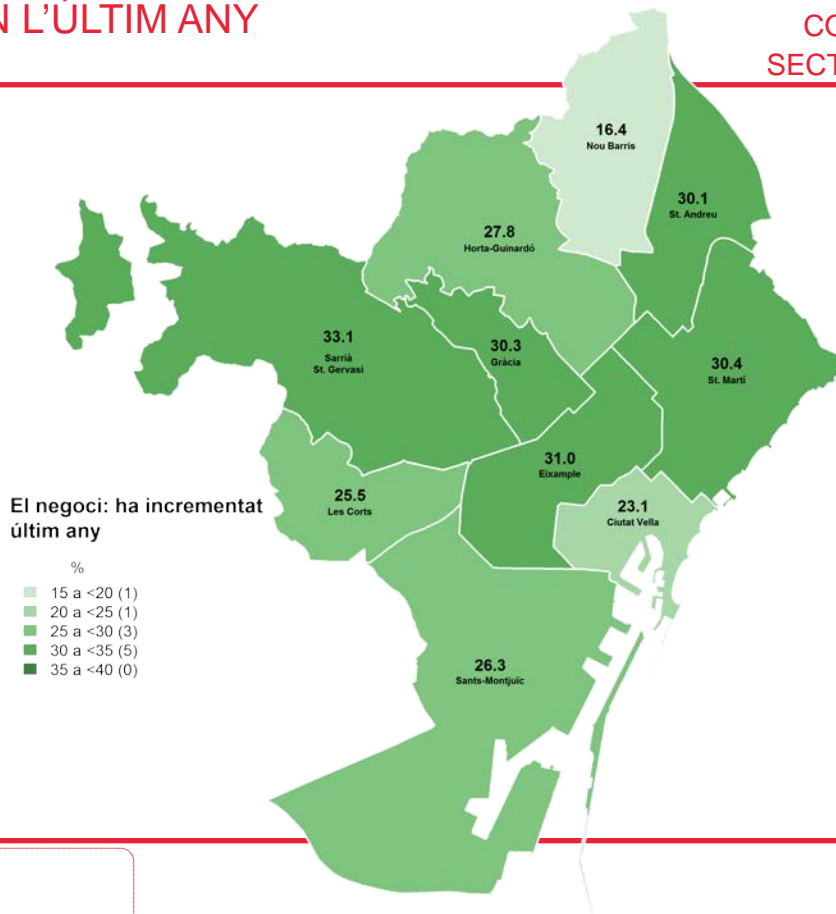 N L'ÚLTIM ANY
CO
SECT
16.4
Nou Barris
30.1
St. Andreu
27.8
Horta-Guinardó
33.1
Sarrià
St. Gervasi
30.3
Gràcia
30.4
St. Martí
31.0
Eixample
25.5
Les Corts
23.1
Ciutat Vella
26.3
Sants-Montjuïc
El negoci: ha incrementat
últim any
%
15 a <20 (1)
20 a <25 (1)
25 a <30 (3)
30 a <35 (5)
35 a <40 (0)